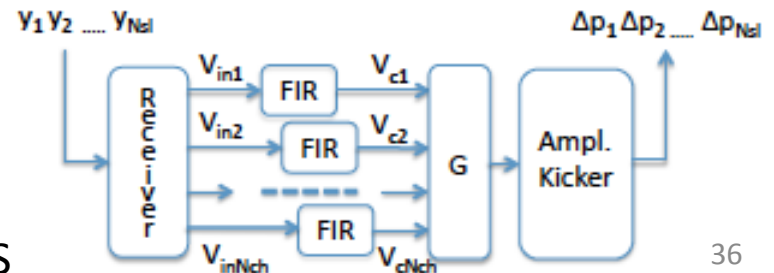 y1 y2 ..... yNsl
Δp1 Δp2 ..... ΔpNsl
Receiver
Vin1
FIR
Vc1
Vin2
FIR
Vc2
G
Ampl.
Kicker
FIR
VinNch
VcNch
S
36